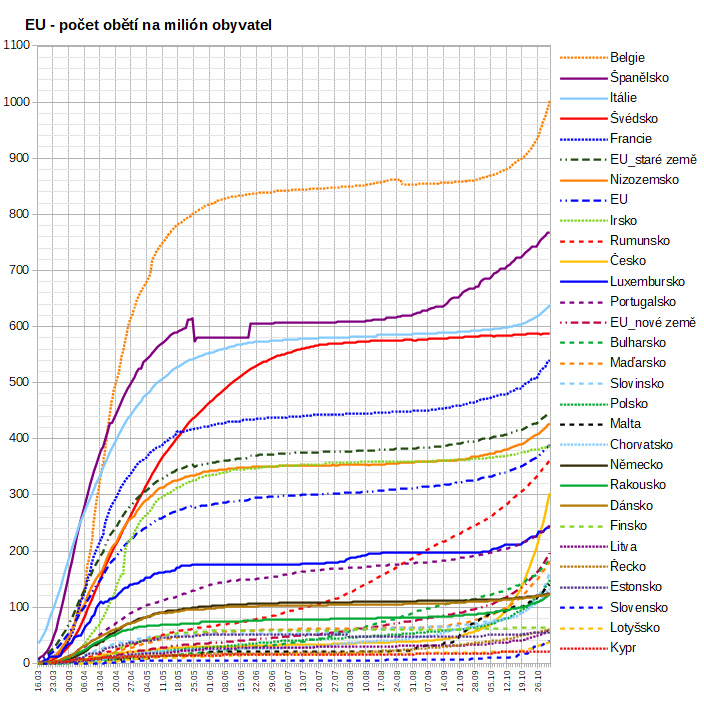 EU - počet obětí na milión obyvatel
1100
1000
900
800
700
600
500
400
300
200
100
0
16.03
23.03
30.03
06.04
13.04
20.04
27.04
04.05
11.05
18.05
25.05
01.06
08.06
15.06
22.06
29.06
06.07
13.07
20.07
27.07
03.08
10.08
17.08
24.08
31.08
07.09
14.09
21.09
28.09
05.10
12.10
19.10
26.10
Belgie
Španělsko
Itálie
Švédsko
Francie
EU_staré země
Nizozemsko
EU
Irsko
Rumunsko
Česko
Luxembursko
Portugalsko
EU_nové země
Bulharsko
Maďarsko
Slovinsko
Polsko
Malta
Chorvatsko
Německo
Rakousko
Dánsko
Finsko
Litva
Řecko
Estonsko
Slovensko
Lotyšsko
Kypr